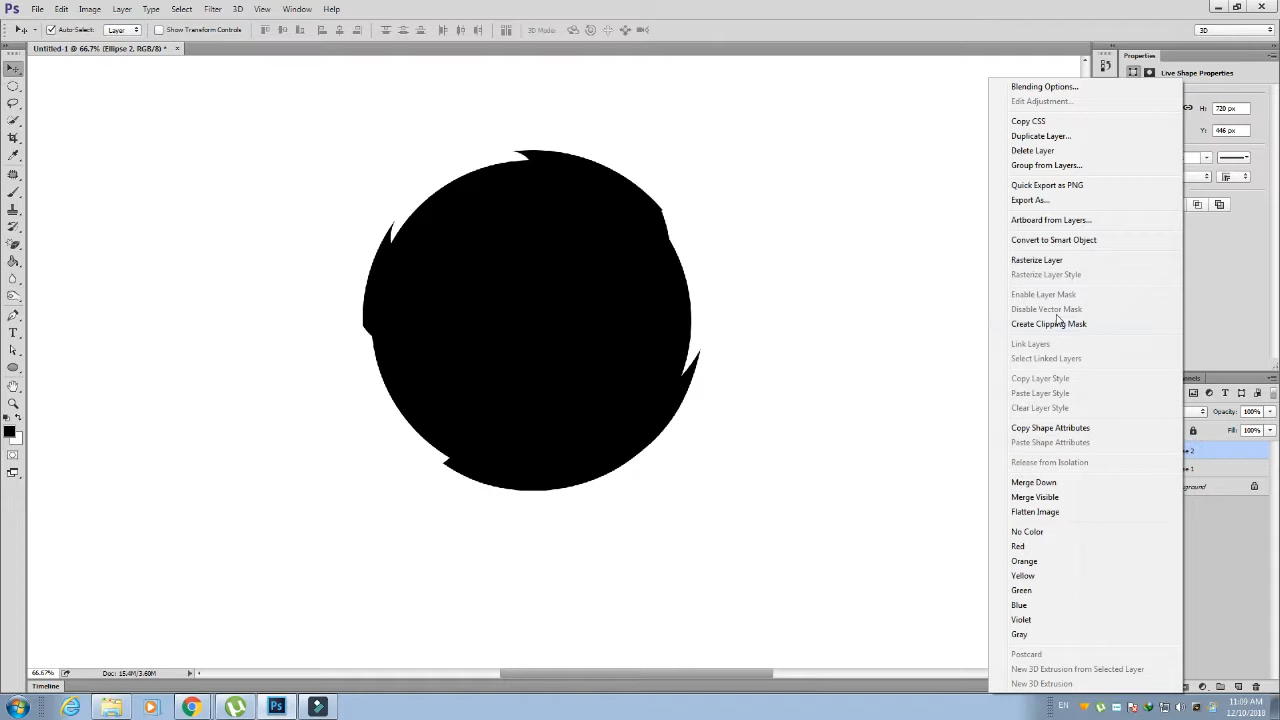 Ps File Edit Image Layer Type Select Filter 3D View Window Help
Auto-Select: Layer Show Transform Controls 3D Mode: 3D
Untitled-1 @ 66.7% (Ellipse 2, RGB/8) * ×
Properties
Live Shape Properties
H: 720 px
Y: 446 px
Blending Options...
Edit Adjustment...
Copy CSS
Duplicate Layer...
Delete Layer
Group from Layers...
Quick Export as PNG
Export As...
Artboard from Layers...
Convert to Smart Object
Rasterize Layer
Rasterize Layer Style
Enable Layer Mask
Disable Vector Mask
Create Clipping Mask
Link Layers
Select Linked Layers
Copy Layer Style
Paste Layer Style
Clear Layer Style
Copy Shape Attributes
Paste Shape Attributes
Release from Isolation
Merge Down
Merge Visible
Flatten Image
No Color
Red
Orange
Yellow
Green
Blue
Violet
Gray
Postcard
New 3D Extrusion from Selected Layer
New 3D Extrusion
annels
Opacity: 100%
Fill: 100%
e 2
e 1
ground
66.67% Doc: 15.4M/3.60M
Timeline
Ps EN 11:09 AM
12/10/2018